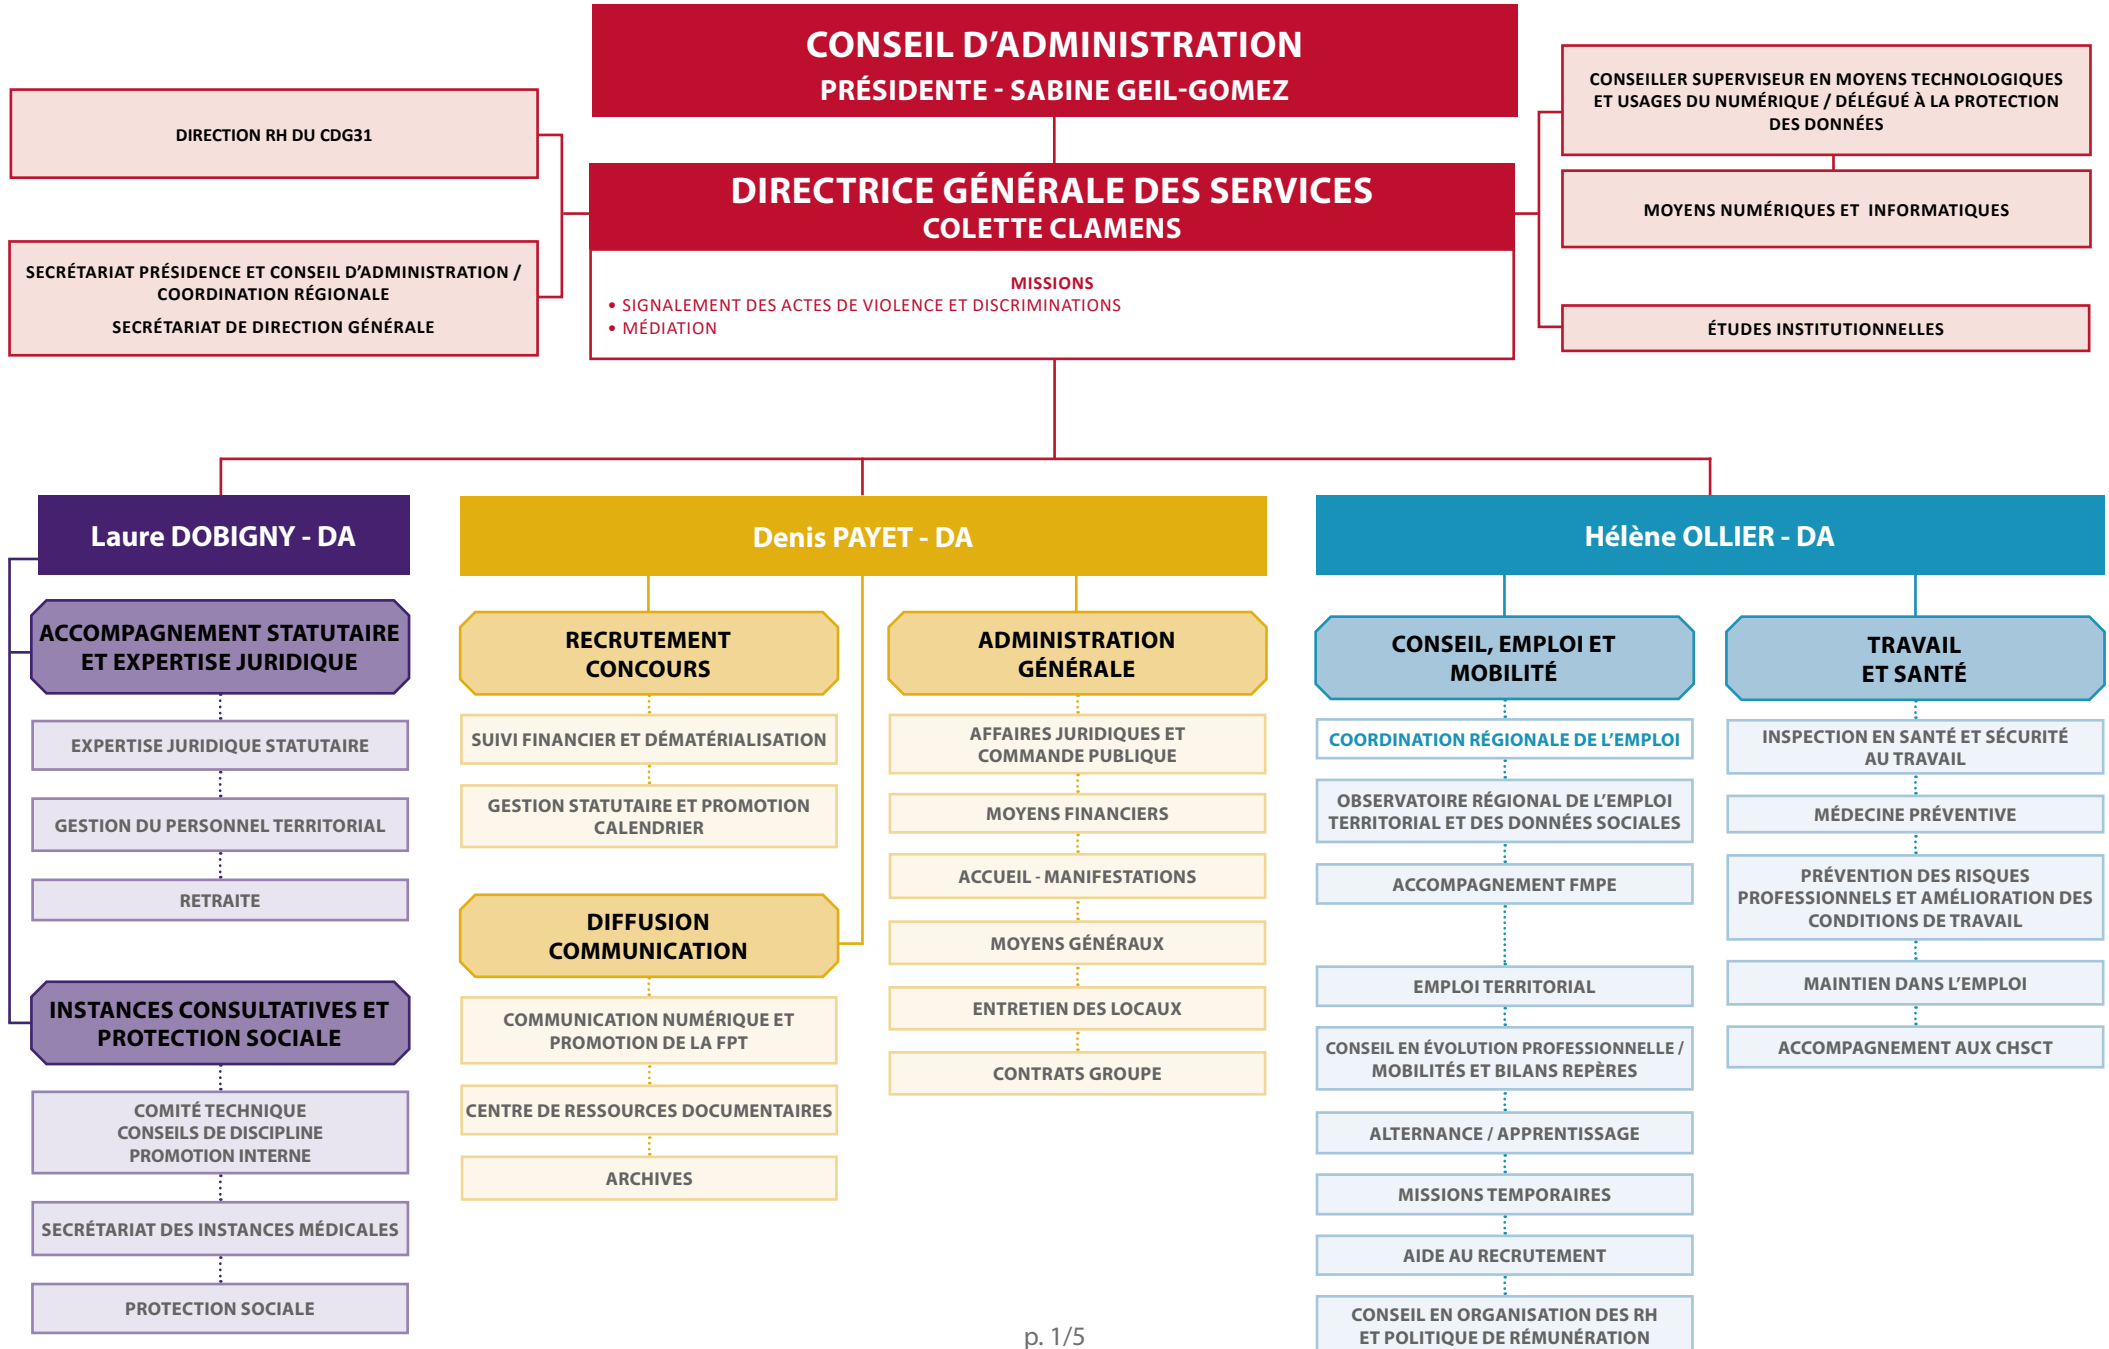 CONSEIL D’ADMINISTRATION
PRÉSIDENTE - SABINE GEIL-GOMEZ
DIRECTION RH DU CDG31
SECRÉTARIAT PRÉSIDENCE ET CONSEIL D’ADMINISTRATION /
COORDINATION RÉGIONALE
SECRÉTARIAT DE DIRECTION GÉNÉRALE
DIRECTRICE GÉNÉRALE DES SERVICES
COLETTE CLAMENS
MISSIONS
• SIGNALEMENT DES ACTES DE VIOLENCE ET DISCRIMINATIONS
• MÉDIATION
CONSEILLER SUPERVISEUR EN MOYENS TECHNOLOGIQUES
ET USAGES DU NUMÉRIQUE / DÉLÉGUÉ À LA PROTECTION
DES DONNÉES
MOYENS NUMÉRIQUES ET INFORMATIQUES
ÉTUDES INSTITUTIONNELLES
Laure DOBIGNY - DA
ACCOMPAGNEMENT STATUTAIRE
ET EXPERTISE JURIDIQUE
EXPERTISE JURIDIQUE STATUTAIRE
GESTION DU PERSONNEL TERRITORIAL
RETRAITE
INSTANCES CONSULTATIVES ET
PROTECTION SOCIALE
COMITÉ TECHNIQUE
CONSEILS DE DISCIPLINE
PROMOTION INTERNE
SECRÉTARIAT DES INSTANCES MÉDICALES
PROTECTION SOCIALE
Denis PAYET - DA
RECRUTEMENT
CONCOURS
SUIVI FINANCIER ET DÉMATÉRIALISATION
GESTION STATUTAIRE ET PROMOTION
CALENDRIER
DIFFUSION
COMMUNICATION
COMMUNICATION NUMÉRIQUE ET
PROMOTION DE LA FPT
CENTRE DE RESSOURCES DOCUMENTAIRES
ARCHIVES
ADMINISTRATION
GÉNÉRALE
AFFAIRES JURIDIQUES ET
COMMANDE PUBLIQUE
MOYENS FINANCIERS
ACCUEIL - MANIFESTATIONS
MOYENS GÉNÉRAUX
ENTRETIEN DES LOCAUX
CONTRATS GROUPE
Hélène OLLIER - DA
CONSEIL, EMPLOI ET
MOBILITÉ
COORDINATION RÉGIONALE DE L’EMPLOI
OBSERVATOIRE RÉGIONAL DE L’EMPLOI
TERRITORIAL ET DES DONNÉES SOCIALES
ACCOMPAGNEMENT FMPE
EMPLOI TERRITORIAL
CONSEIL EN ÉVOLUTION PROFESSIONNELLE /
MOBILITÉS ET BILANS REPÈRES
ALTERNANCE / APPRENTISSAGE
MISSIONS TEMPORAIRES
AIDE AU RECRUTEMENT
CONSEIL EN ORGANISATION DES RH
ET POLITIQUE DE RÉMUNÉRATION
TRAVAIL
ET SANTÉ
INSPECTION EN SANTÉ ET SÉCURITÉ
AU TRAVAIL
MÉDECINE PRÉVENTIVE
PRÉVENTION DES RISQUES
PROFESSIONNELS ET AMÉLIORATION DES
CONDITIONS DE TRAVAIL
MAINTIEN DANS L’EMPLOI
ACCOMPAGNEMENT AUX CHSCT
p. 1/5